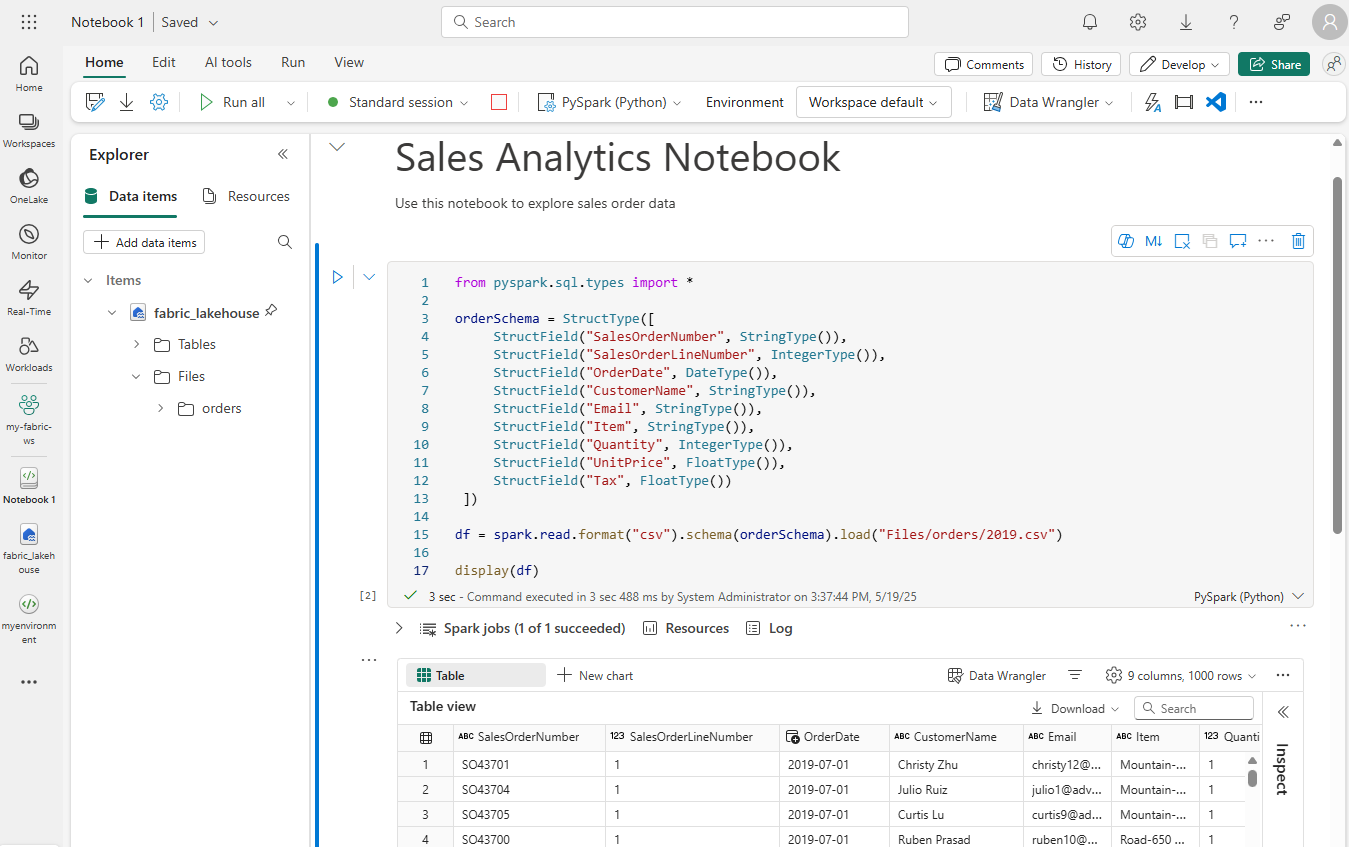 Notebook 1 Saved
Search
Home Edit AI tools Run View
Comments History Develop Share
Run all Standard session PySpark (Python) Environment Workspace default Data Wrangler ...
Home
Workspaces
OneLake
Monitor
Real-Time
Workloads
my-fabric-
ws
Notebook 1
fabric_lakeh
ouse
myenvironm
ent
Explorer
Data items Resources
Add data items
Items
fabric_lakehouse
Tables
Files
orders
Sales Analytics Notebook
Use this notebook to explore sales order data
M↓
1 from pyspark.sql.types import *
2
3 orderSchema = StructType([
4 StructField("SalesOrderNumber", StringType()),
5 StructField("SalesOrderLineNumber", IntegerType()),
6 StructField("OrderDate", DateType()),
7 StructField("CustomerName", StringType()),
8 StructField("Email", StringType()),
9 StructField("Item", StringType()),
10 StructField("Quantity", IntegerType()),
11 StructField("UnitPrice", FloatType()),
12 StructField("Tax", FloatType())
13 ])
14
15 df = spark.read.format("csv").schema(orderSchema).load("Files/orders/2019.csv")
16
17 display(df)
[2] 3 sec - Command executed in 3 sec 488 ms by System Administrator on 3:37:44 PM, 5/19/25 PySpark (Python)
Spark jobs (1 of 1 succeeded) Resources Log
Table New chart Data Wrangler 9 columns, 1000 rows
Table view Download Search
ABC SalesOrderNumber 123 SalesOrderLineNumber OrderDate ABC CustomerName ABC Email ABC Item 123 Quanti
1 SO43701 1 2019-07-01 Christy Zhu christy12@... Mountain-... 1
2 SO43704 1 2019-07-01 Julio Ruiz julio1@adv... Mountain-... 1
3 SO43705 1 2019-07-01 Curtis Lu curtis9@ad... Mountain-... 1
4 SO43700 1 2019-07-01 Ruben Prasad ruben10@... Road-650 ... 1
Inspect